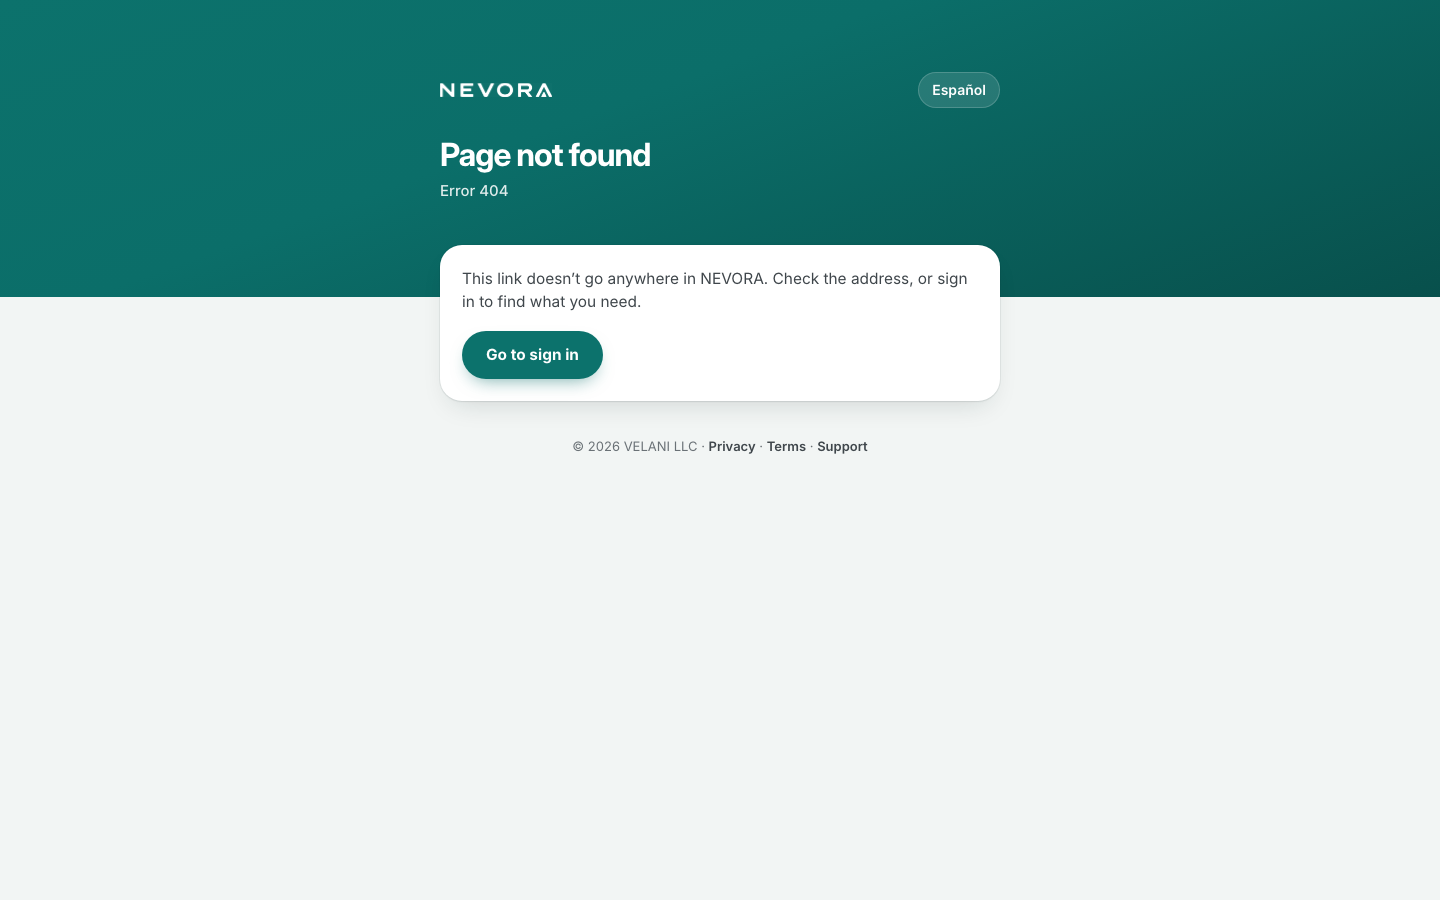 NEVORA
Español
Page not found
Error 404
This link doesn’t go anywhere in NEVORA. Check the address, or sign
in to find what you need.
Go to sign in
© 2026 VELANI LLC · Privacy · Terms · Support